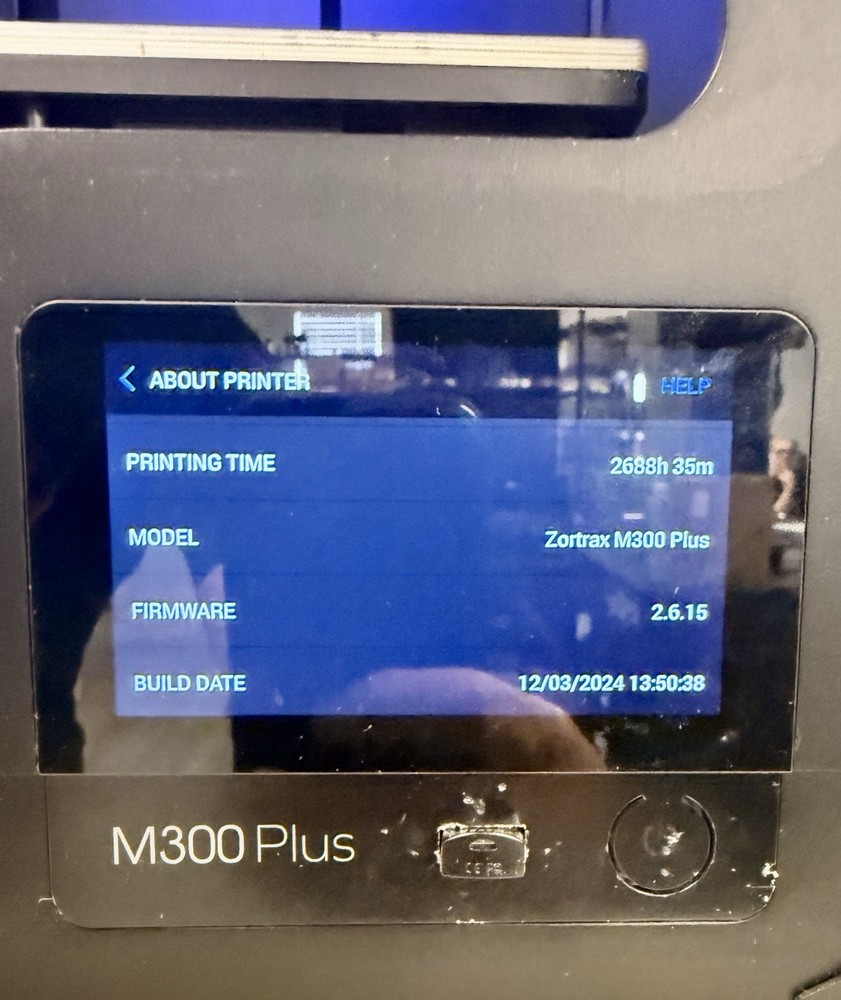 ABOUT PRINTER HELP
PRINTING TIME 2688h 35m
MODEL Zortrax M300 Plus
FIRMWARE 2.6.15
BUILD DATE 12/03/2024 13:50:38
M300 Plus